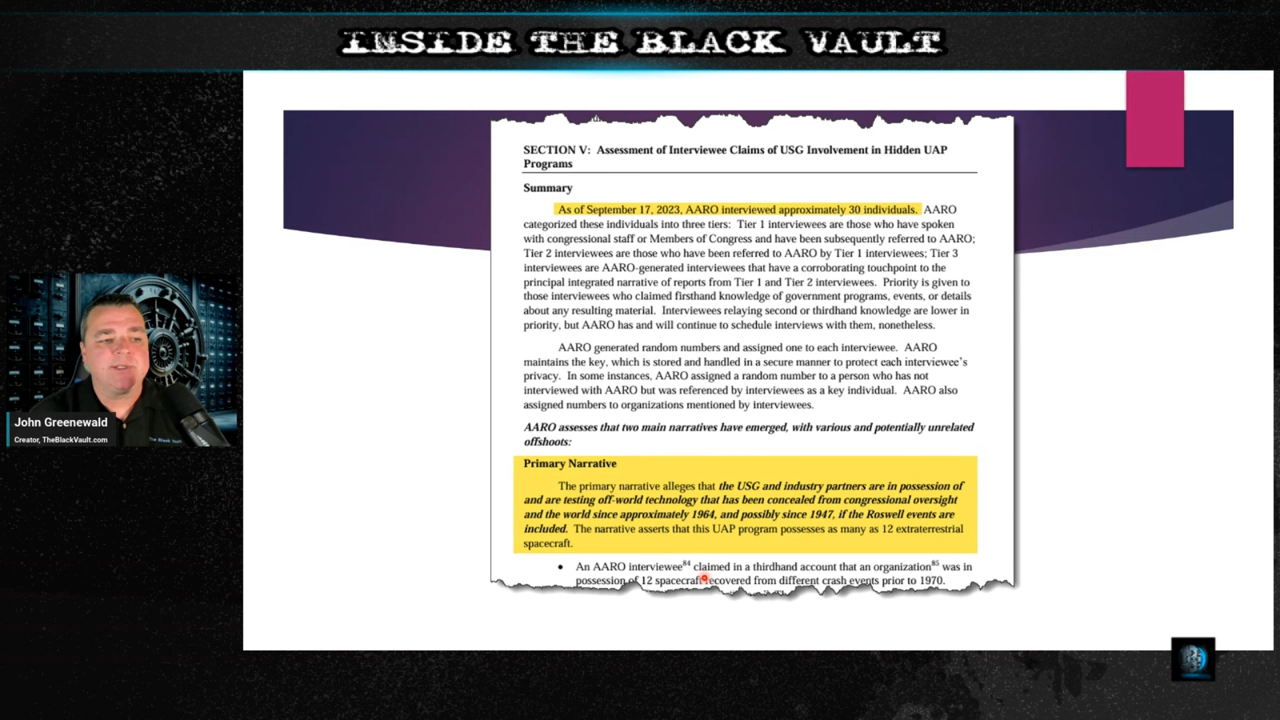 INSIDE THE BLACK VAULT
SECTION V: Assessment of Interviewee Claims of USG Involvement in Hidden UAP
Programs
Summary
As of September 17, 2023, AARO interviewed approximately 30 individuals. AARO
categorized these individuals into three tiers: Tier 1 interviewees are those who have spoken
with congressional staff or Members of Congress and have been subsequently referred to AARO;
Tier 2 interviewees are those who have been referred to AARO by Tier 1 interviewees; Tier 3
interviewees are AARO-generated interviewees that have a corroborating touchpoint to the
principal integrated narrative of reports from Tier 1 and Tier 2 interviewees. Priority is given to
those interviewees who claimed firsthand knowledge of government programs, events, or details
about any resulting material. Interviewees relaying second or thirdhand knowledge are lower in
priority, but AARO has and will continue to schedule interviews with them, nonetheless.
AARO generated random numbers and assigned one to each interviewee. AARO
maintains the key, which is stored and handled in a secure manner to protect each interviewee's
privacy. In some instances, AARO assigned a random number to a person who has not
interviewed with AARO but was referenced by interviewees as a key individual. AARO also
assigned numbers to organizations mentioned by interviewees.
AARO assesses that two main narratives have emerged, with various and potentially unrelated
offshoots:
Primary Narrative
The primary narrative alleges that the USG and industry partners are in possession of
and are testing off-world technology that has been concealed from congressional oversight
and the world since approximately 1964, and possibly since 1947, if the Roswell events are
included. The narrative asserts that this UAP program possesses as many as 12 extraterrestrial
spacecraft.
• An AARO interviewee84 claimed in a thirdhand account that an organization85 was in
possession of 12 spacecraft recovered from different crash events prior to 1970.
John Greenewald
Creator, TheBlackVault.com
The Black Vault